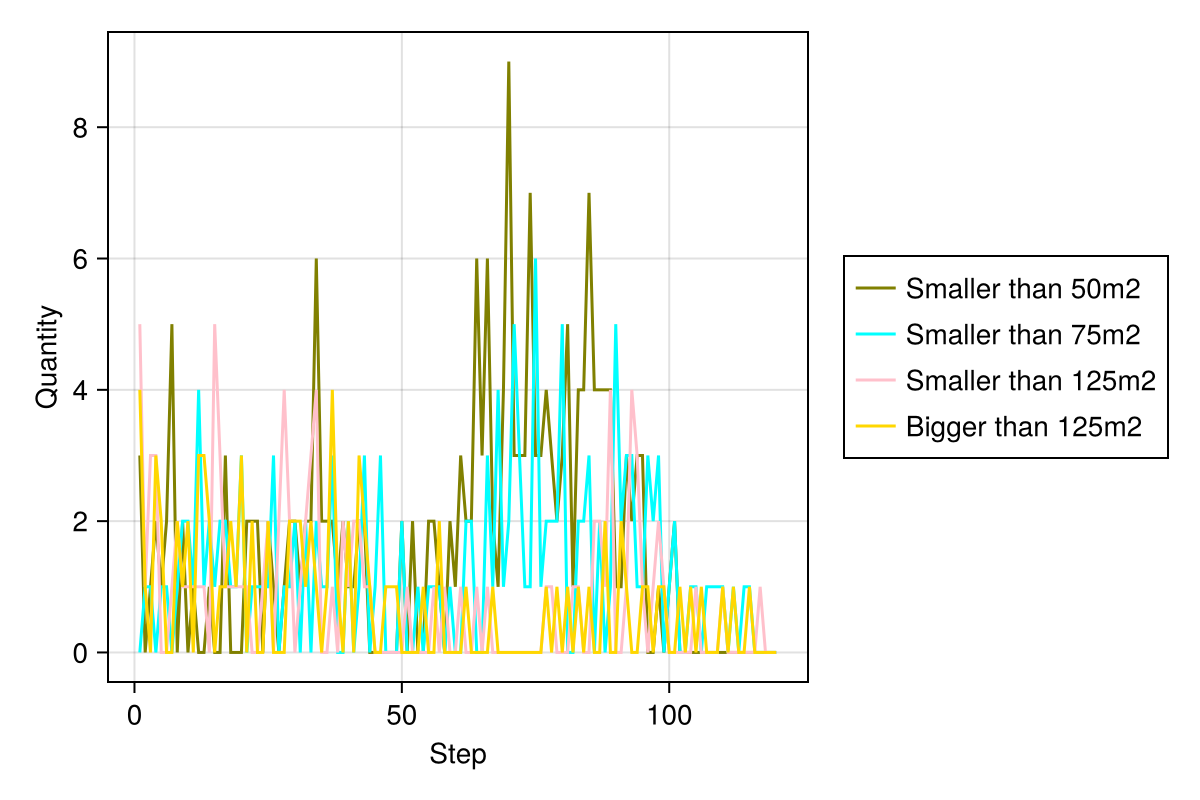 8
6
4
2
0
Quantity
0 50 100
Step
Smaller than 50m2
Smaller than 75m2
Smaller than 125m2
Bigger than 125m2